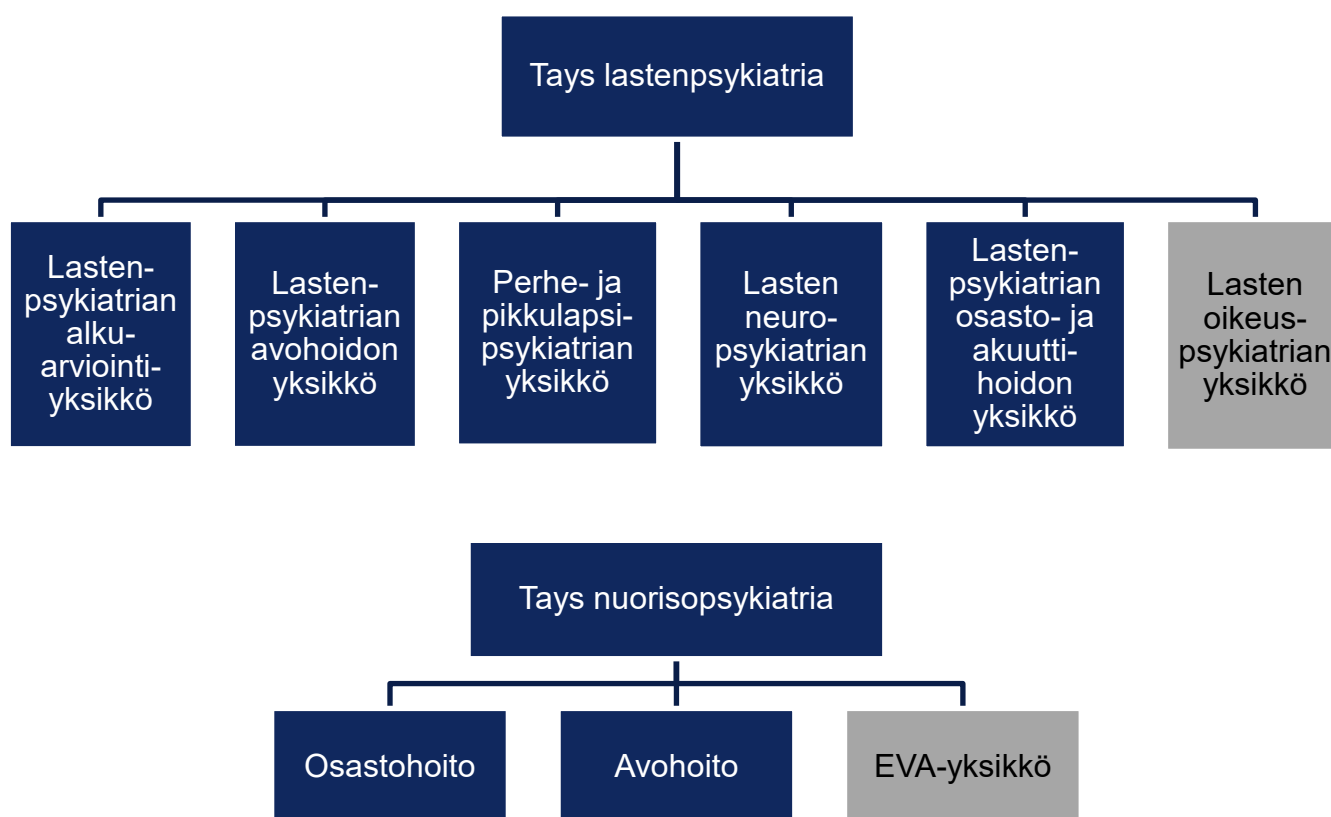 Tays lastenpsykiatria
Lasten-
psykiatrian
alku-
arviointi-
yksikkö
Lasten-
psykiatrian
avohoidon
yksikkö
Perhe- ja
pikkulapsi-
psykiatrian
yksikkö
Lasten
neuro-
psykiatrian
yksikkö
Lasten-
psykiatrian
osasto- ja
akuutti-
hoidon
yksikkö
Lasten
oikeus-
psykiatrian
yksikkö
Tays nuorisopsykiatria
Osastohoito
Avohoito
EVA-yksikkö